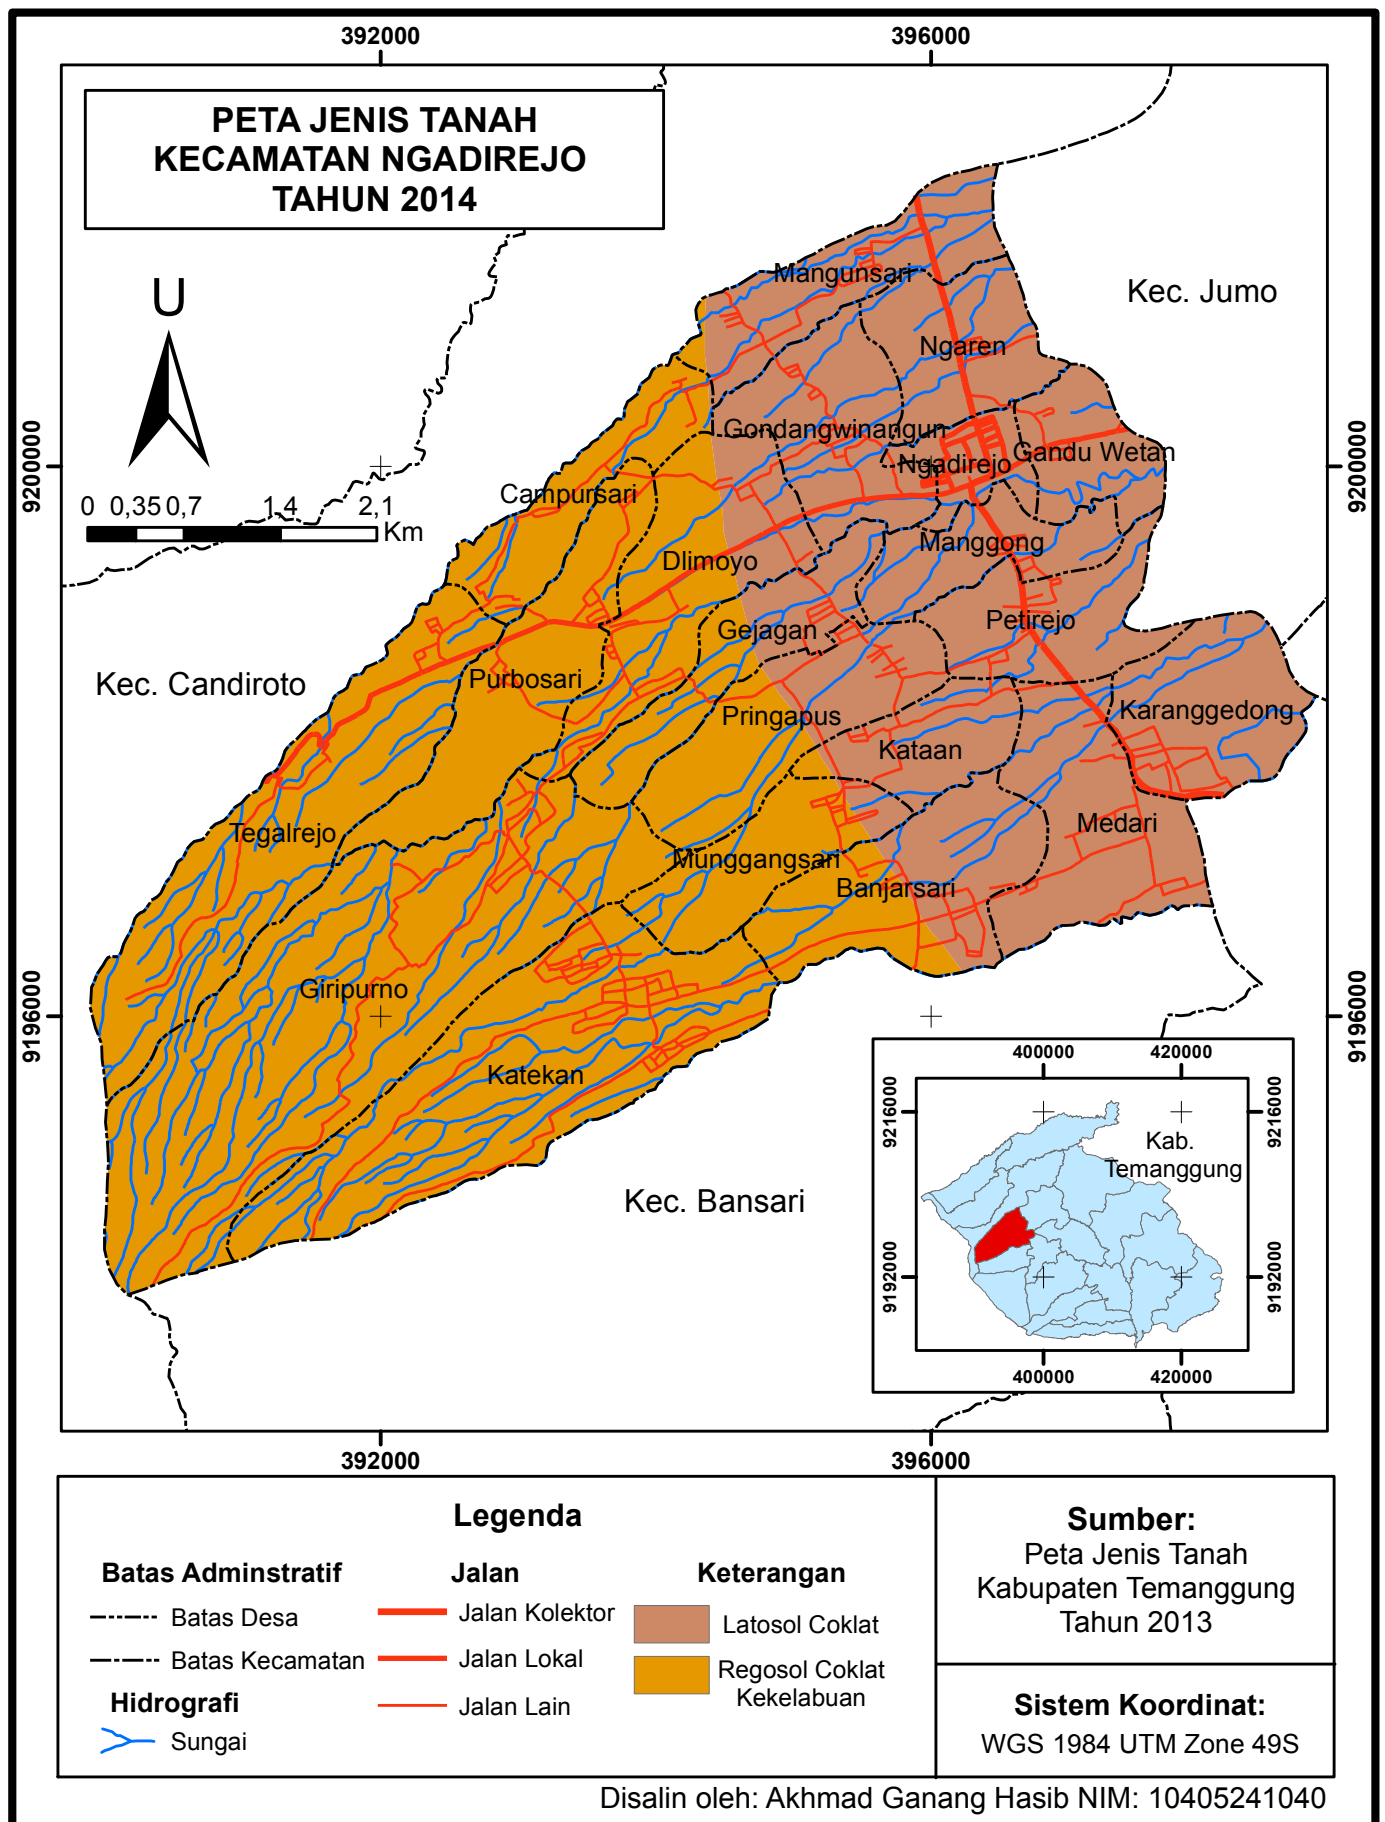 392000
396000
PETA JENIS TANAH
KECAMATAN NGADIREJO
TAHUN 2014
U
Kec. Jumo
Mangunsari
Ngaren
Gondangwinangun
Ngadirejo
Gandu Wetan
9200000
9200000
Campursari
0 0,35 0,7 1,4 2,1
Km
Manggong
Dlimoyo
Gejagan
Petirejo
Kec. Candiroto
Purbosari
Pringapus
Karanggedong
Kataan
Tegalrejo
Medari
Munggangsari
Banjarsari
Giripurno
9196000
9196000
Katekan
Kec. Bansari
400000
420000
9216000
9216000
Kab.
Temanggung
9192000
9192000
400000
420000
392000
396000
Legenda
Batas Adminstratif
Batas Desa
Batas Kecamatan
Hidrografi
Sungai
Jalan
Jalan Kolektor
Jalan Lokal
Jalan Lain
Keterangan
Latosol Coklat
Regosol Coklat
Kekelabuan
Sumber:
Peta Jenis Tanah
Kabupaten Temanggung
Tahun 2013
Sistem Koordinat:
WGS 1984 UTM Zone 49S
Disalin oleh: Akhmad Ganang Hasib NIM: 10405241040